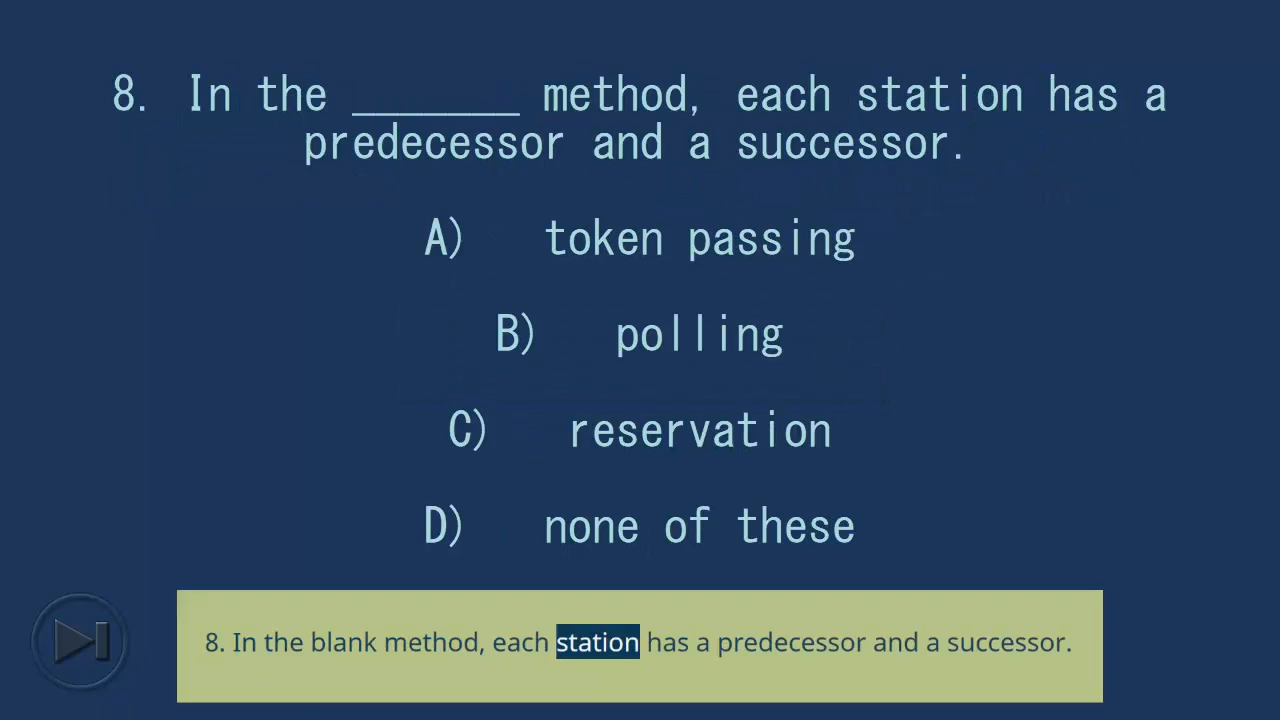 8. In the _______ method, each station has a
predecessor and a successor.
A) token passing
B) polling
C) reservation
D) none of these
8. In the blank method, each station has a predecessor and a successor.